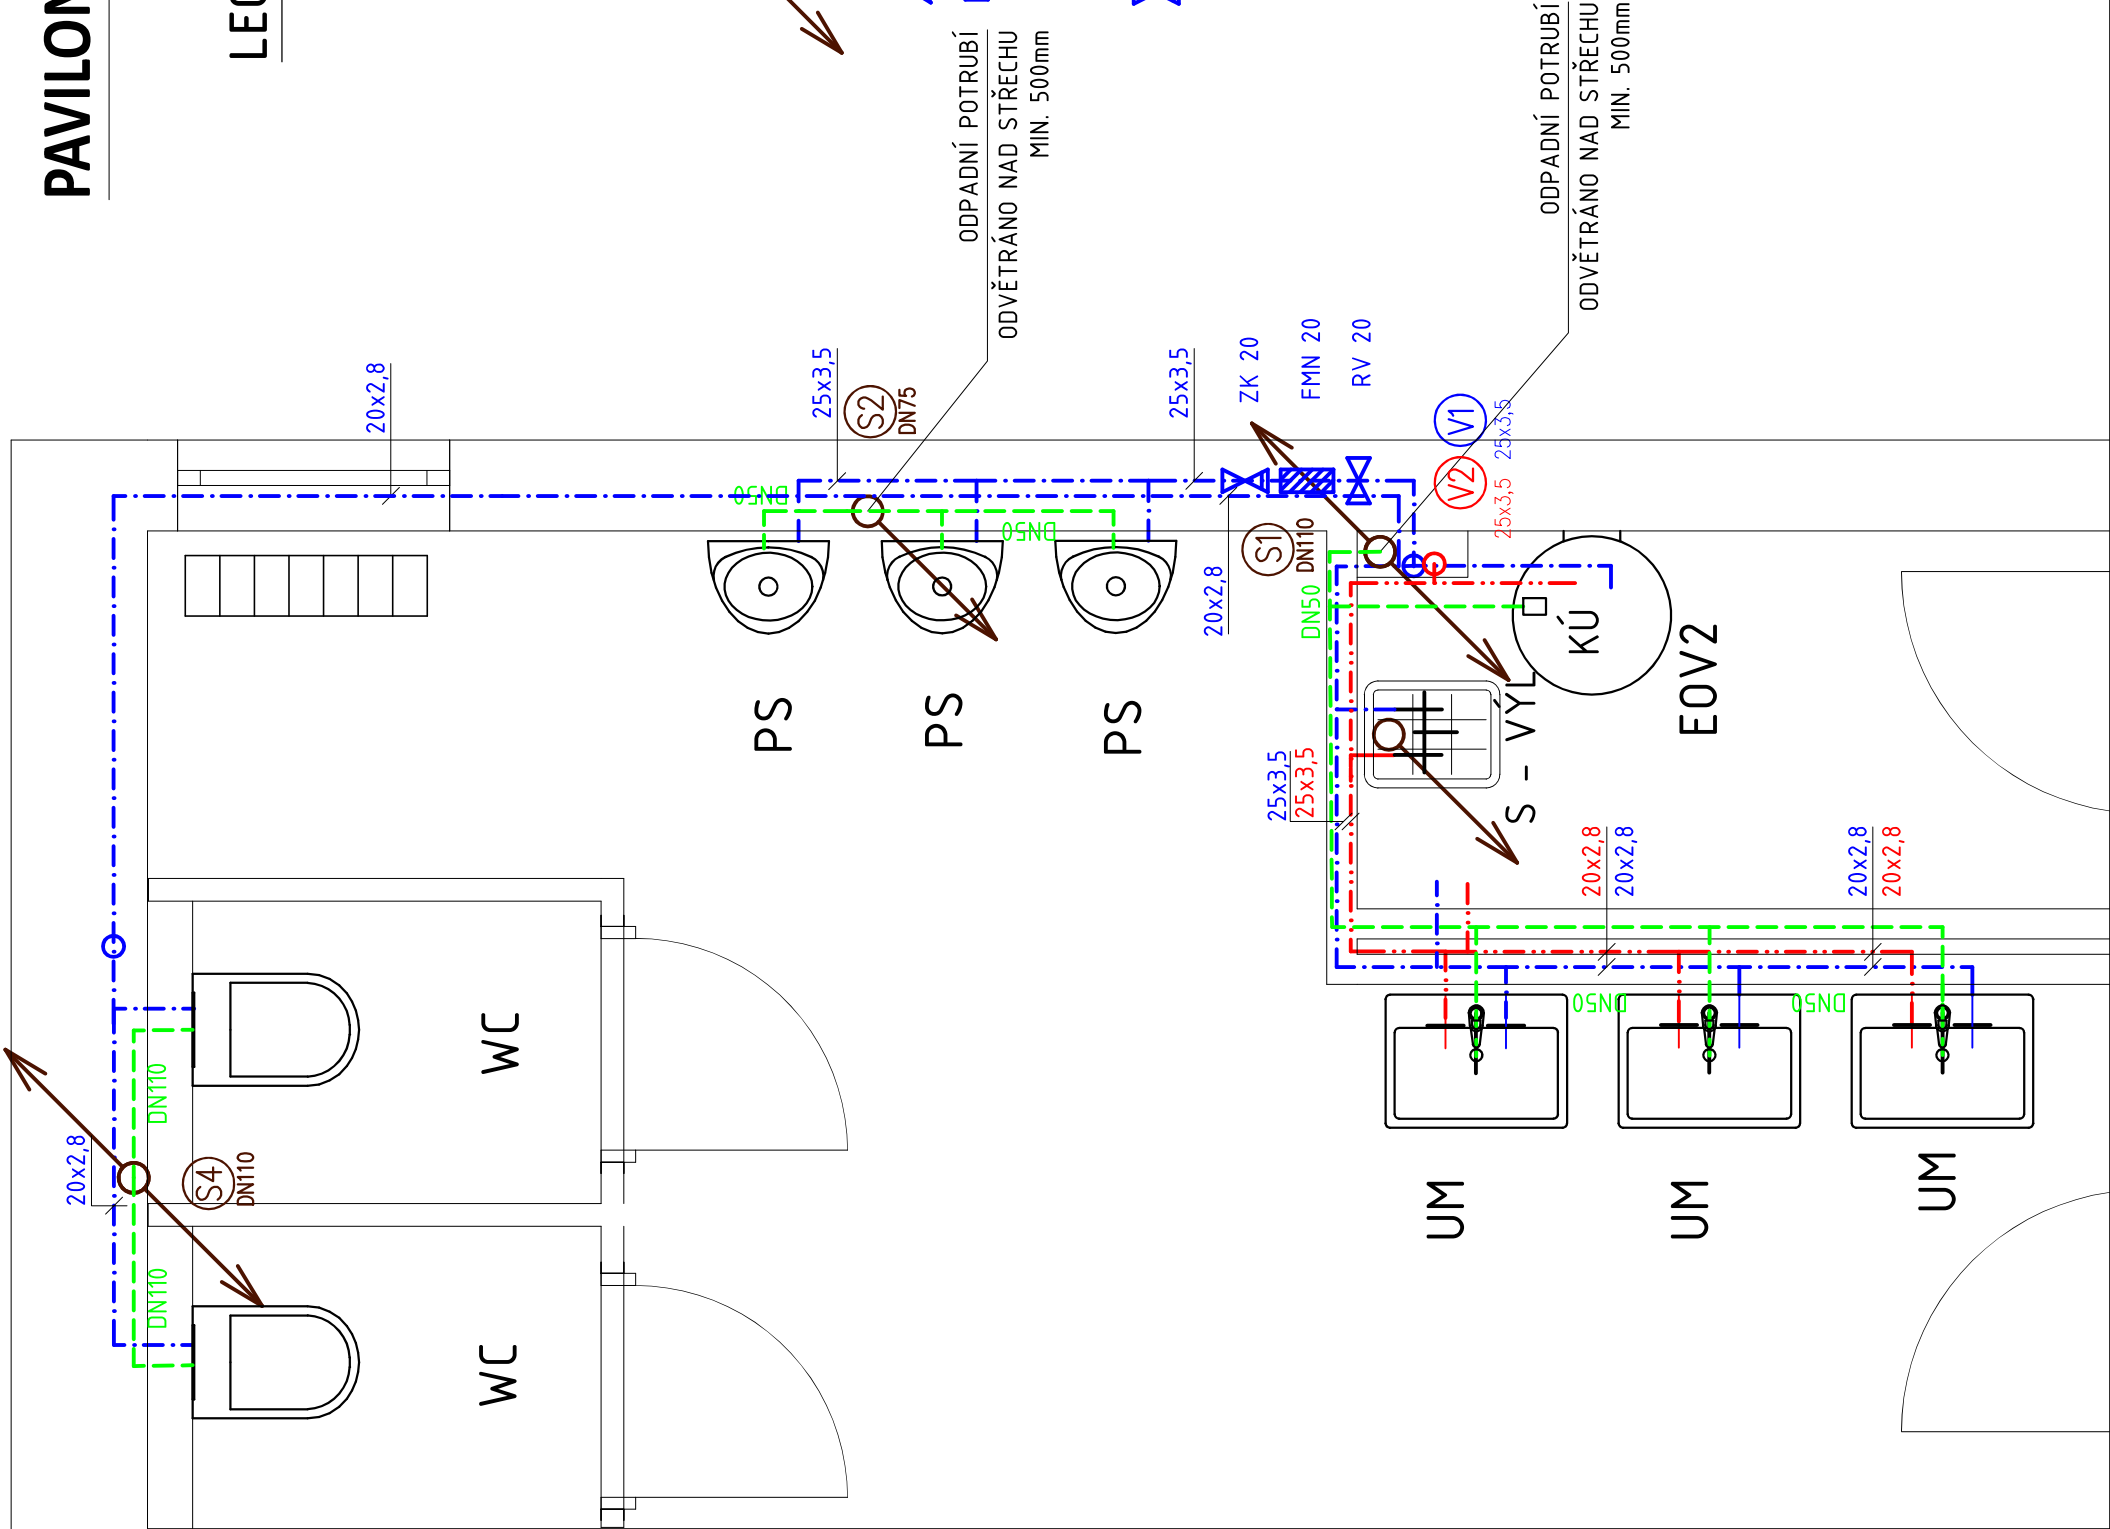 PAVILON
ODPADNÍ POTRUBÍ
ODVĚTRÁNO NAD STŘECHU
MIN. 500mm
ODPADNÍ POTRUBÍ
ODVĚTRÁNO NAD STŘECHU
MIN. 500mm
20x2,8
25x3,5
S2
DN75
25x3,5
ZK 20
FMN 20
RV 20
V1
25x3,5
V2
25x3,5
DN50
DN50
S1
DN110
20x2,8
DN50
KÚ
EOV2
PS
PS
PS
S - VÝL
25x3,5
25x3,5
20x2,8
20x2,8
20x2,8
20x2,8
DN50
DN50
WC
DN110
20x2,8
S4
DN110
DN110
WC
UM
UM
UM